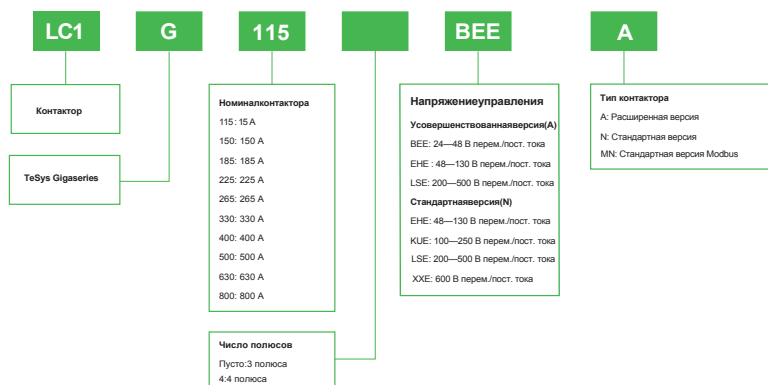 LC1
G
115
BEE
A
Контактор
TeSys Gigaseries
Номиналконтактора
115: 15 A
150: 150 A
185: 185 A
225: 225 A
265: 265 A
330: 330 A
400: 400 A
500: 500 A
630: 630 A
800: 800 A
Число полюсов
Пусто:3 полюса
4:4 полюса
Напряжениеуправления
Усовершенствованнаяверсия(A)
BEE: 24—48 В перем./пост. тока
EHE : 48—130 В перем./пост. тока
LSE: 200—500 В перем./пост. тока
Стандартнаяверсия(N)
EHE: 48—130 В перем./пост. тока
KUE: 100—250 В перем./пост. тока
LSE: 200—500 В перем./пост. тока
XXE: 600 В перем./пост. тока
Тип контактора
A: Расширенная версия
N: Стандартная версия
MN: Стандартная версия Modbus